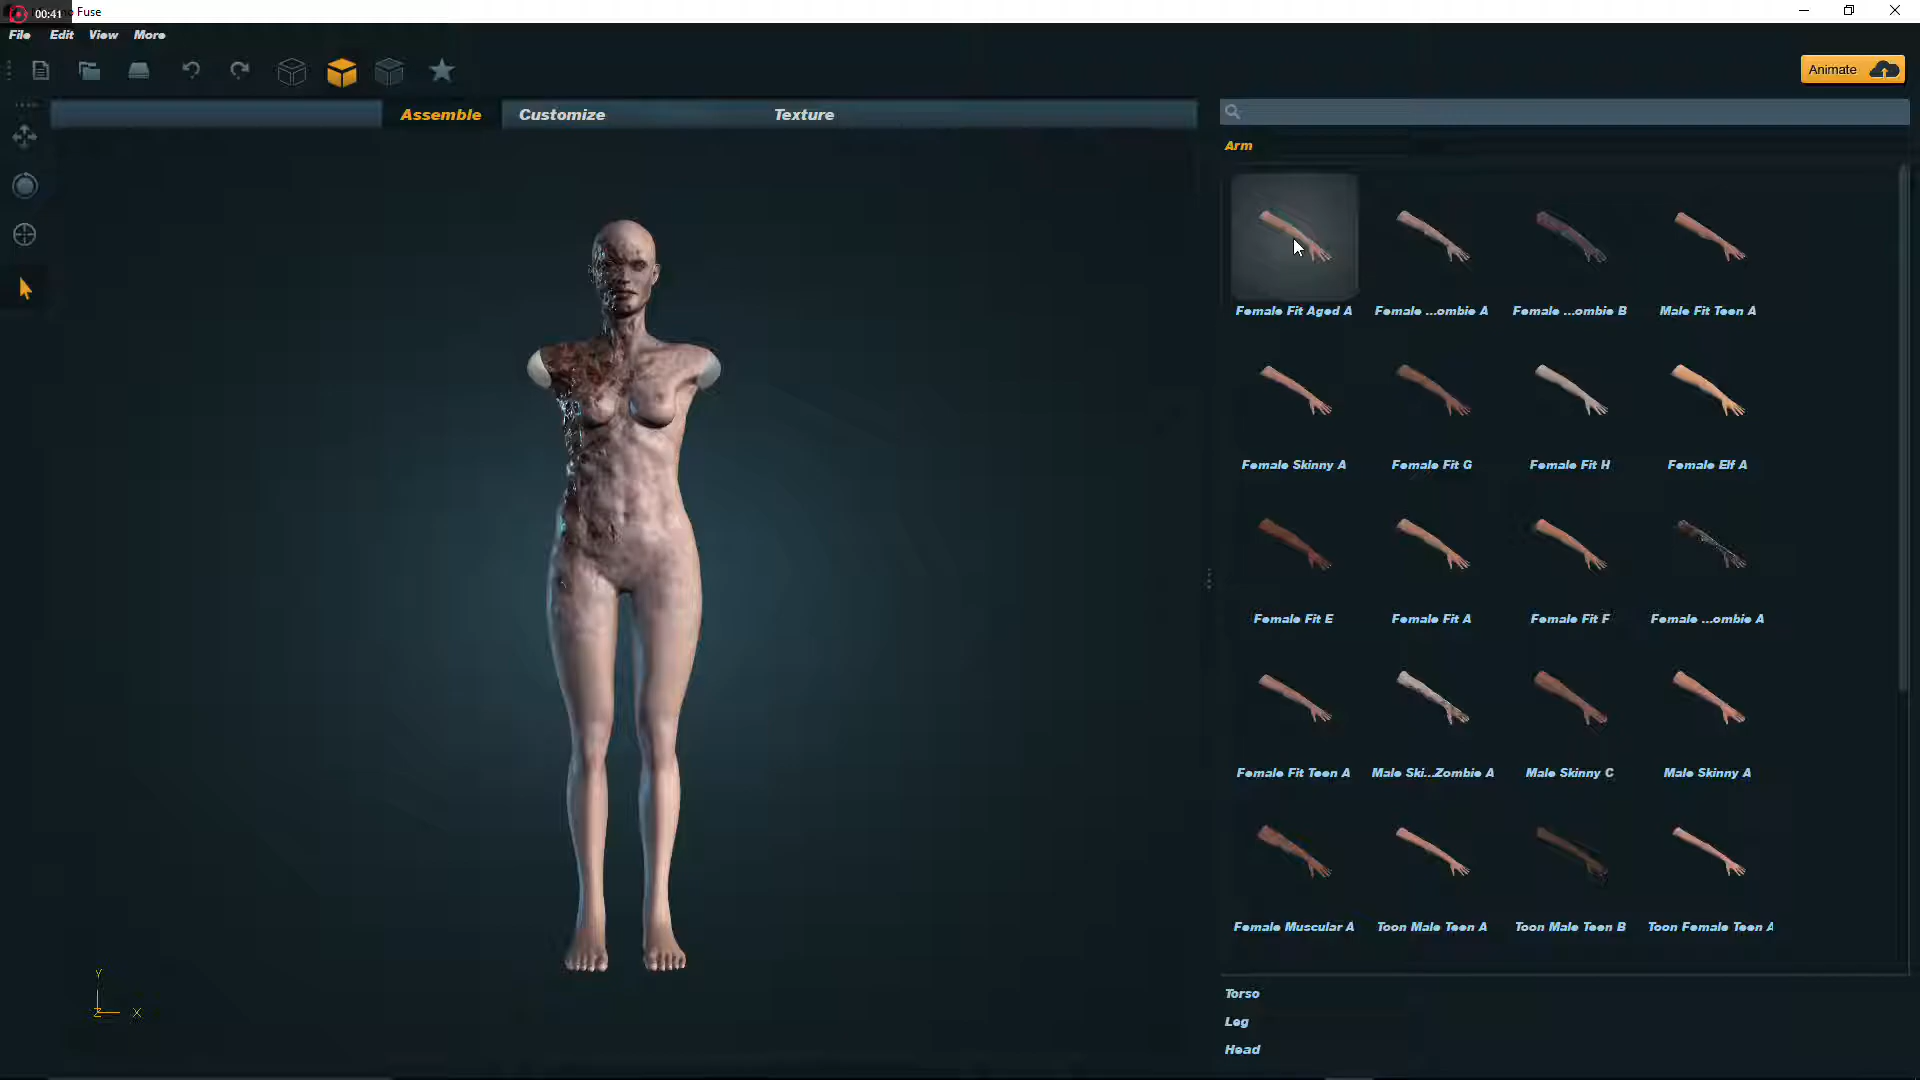 00:41
Fuse
File Edit View More
Animate
Assemble Customize Texture
Arm
Female Fit Aged A Female ...ombie A Female ...ombie B Male Fit Teen A
Female Skinny A Female Fit G Female Fit H Female Elf A
Female Fit E Female Fit A Female Fit F Female ...ombie A
Female Fit Teen A Male Ski...Zombie A Male Skinny C Male Skinny A
Female Muscular A Toon Male Teen A Toon Male Teen B Toon Female Teen A
Y
Z X
Torso
Leg
Head